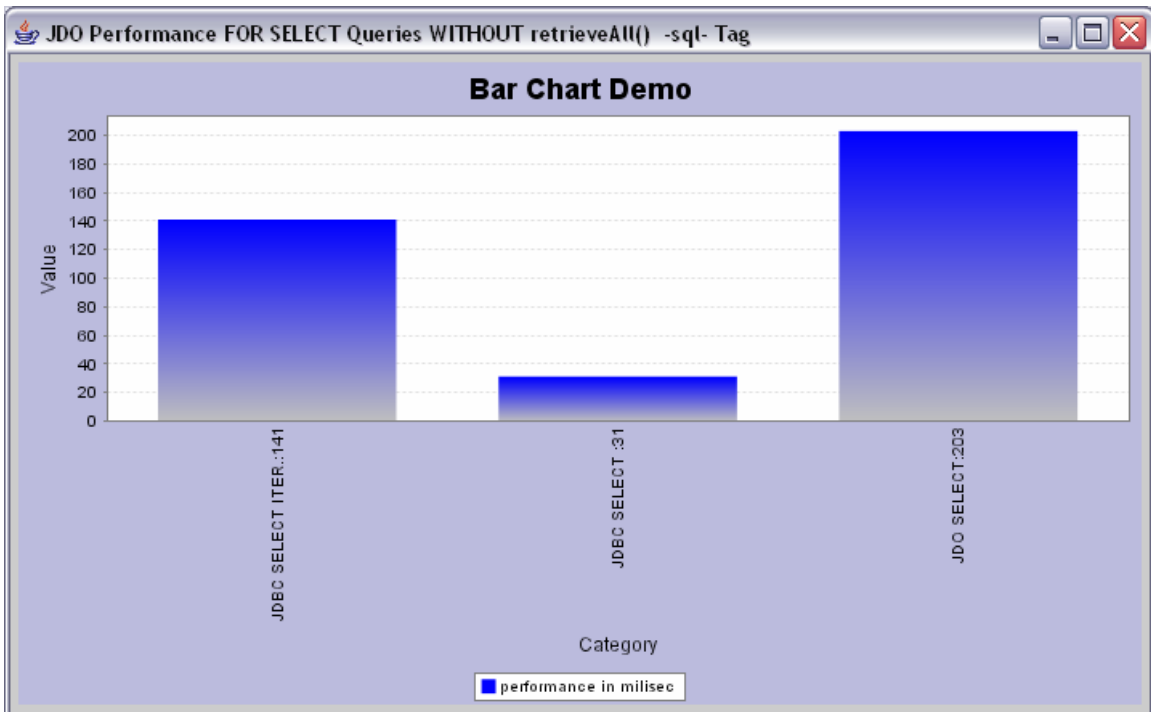 JDO Performance FOR SELECT Queries WITHOUT retrieveAll() -sql- Tag
Bar Chart Demo
Value
200
180
160
140
120
100
80
60
40
20
0
JDBC SELECT ITER.:141
JDBC SELECT :31
JDO SELECT:203
Category
performance in milisec